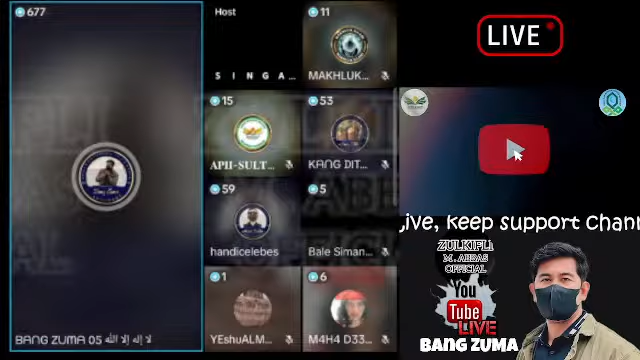 677
BANG ZUMA 05 لا إله إلا الله
Host
S I N G A...
11
MAKHLUK...
15
APII-SULT...
53
KANG DIT...
59
handicelebes
5
Bale Siman...
1
YEshuALM...
6
M4H4 D33...
LIVE
Live, keep support chann
ZULKIFLI
M. ABBAS
OFFICIAL
You
Tube
LIVE
BANG ZUMA